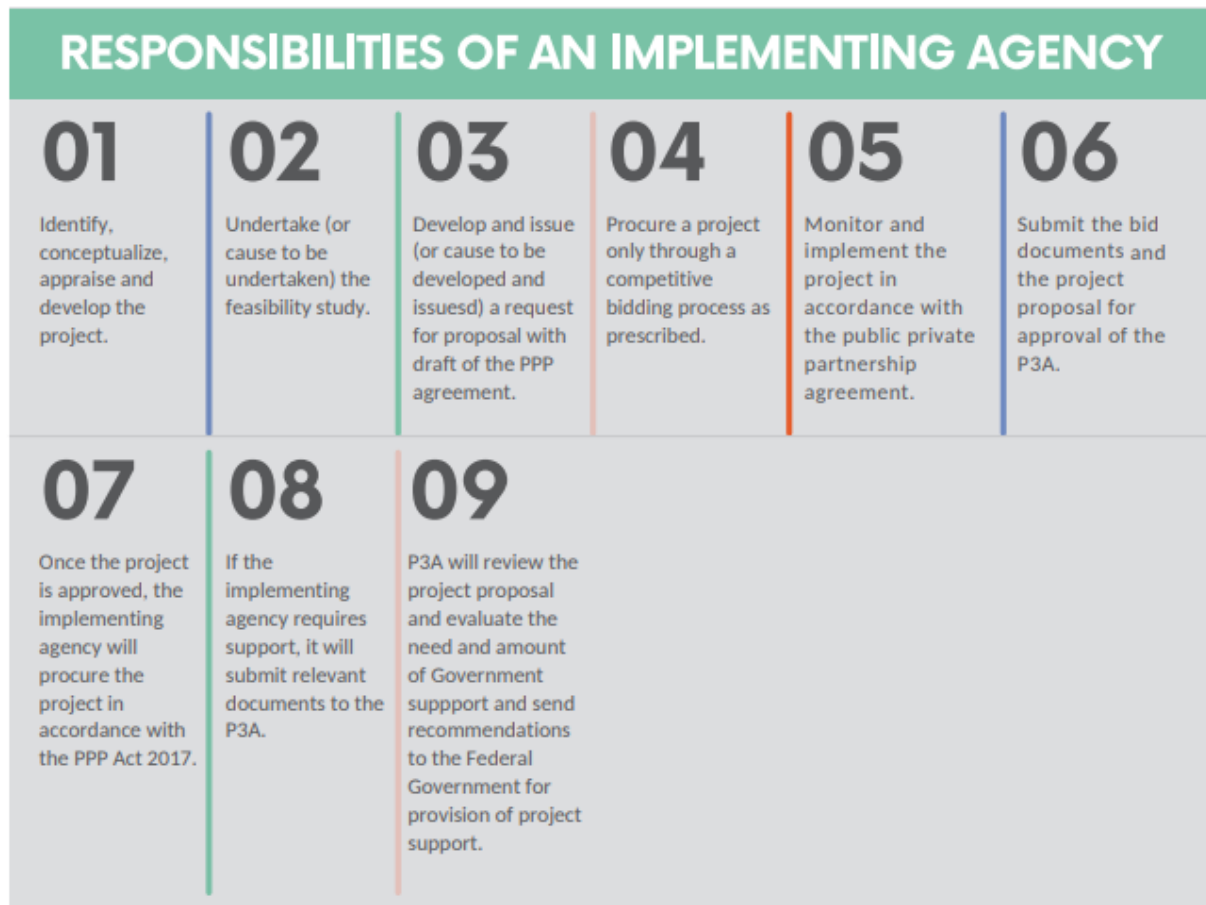 RESPONSIBILITIES OF AN IMPLEMENTING AGENCY
01
Identify,
conceptualize,
appraise and
develop the
project.
02
Undertake (or
cause to be
undertaken) the
feasibility study.
03
Develop and issue
(or cause to be
developed and
issuesd) a request
for proposal with
draft of the PPP
agreement.
04
Procure a project
only through a
competitive
bidding process as
prescribed.
05
Monitor and
implement the
project in
accordance with
the public private
partnership
agreement.
06
Submit the bid
documents and
the project
proposal for
approval of the
P3A.
07
Once the project
is approved, the
implementing
agency will
procure the
project in
accordance with
the PPP Act 2017.
08
If the
implementing
agency requires
support, it will
submit relevant
documents to the
P3A.
09
P3A will review the
project proposal
and evaluate the
need and amount
of Government
suppport and send
recommendations
to the Federal
Government for
provision of project
support.